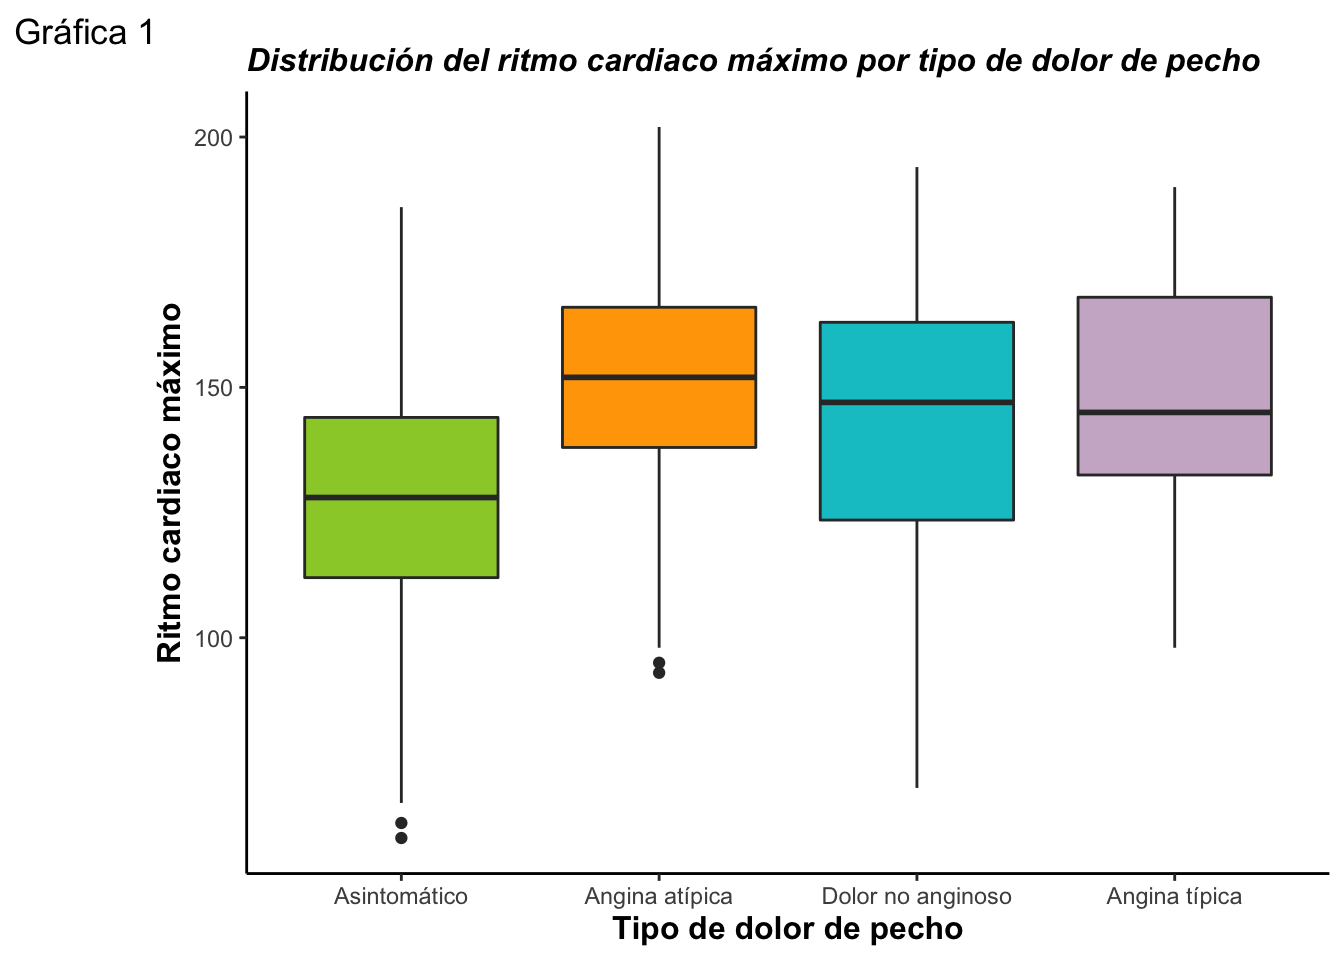 Gráfica 1
Distribución del ritmo cardiaco máximo por tipo de dolor de pecho
Ritmo cardiaco máximo
200
150
100
Asintomático
Angina atípica
Dolor no anginoso
Angina típica
Tipo de dolor de pecho